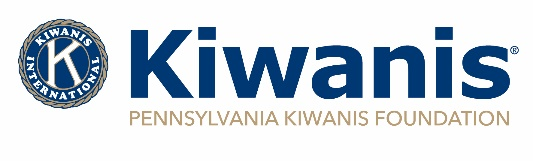 KIWANIS
K
INTERNATIONAL
Kiwanis®
PENNSYLVANIA KIWANIS FOUNDATION